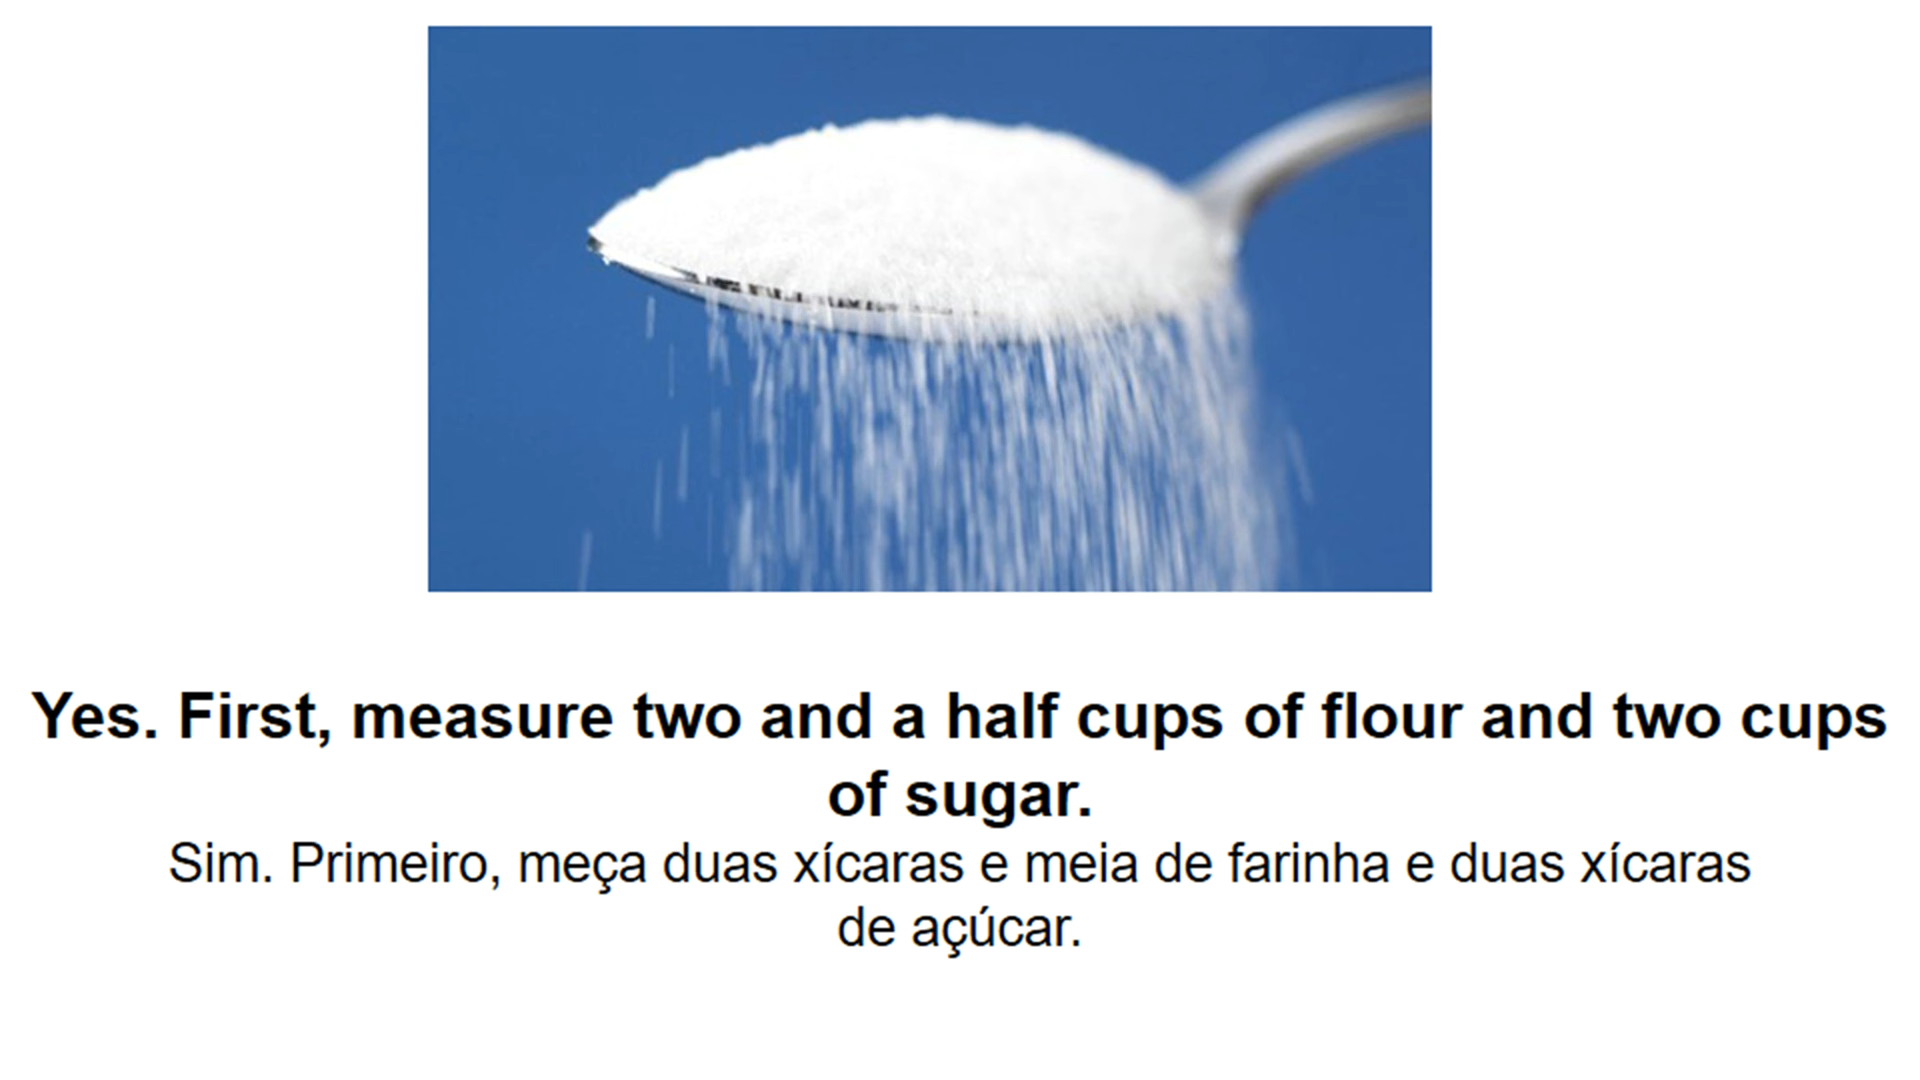 Yes. First, measure two and a half cups of flour and two cups
of sugar.
Sim. Primeiro, meça duas xícaras e meia de farinha e duas xícaras
de açúcar.